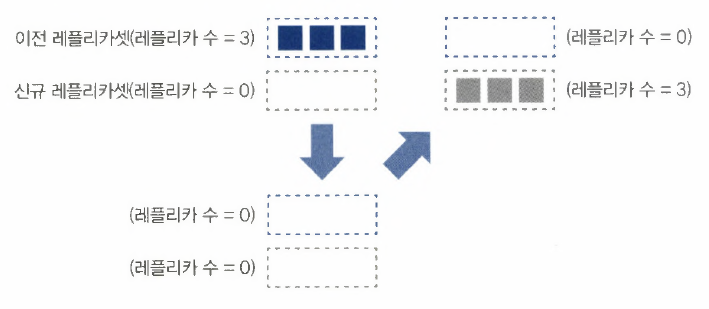 이전 레플리카셋(레플리카 수 = 3)
(레플리카 수 = 0)
신규 레플리카셋(레플리카 수 = 0)
(레플리카 수 = 3)
(레플리카 수 = 0)
(레플리카 수 = 0)